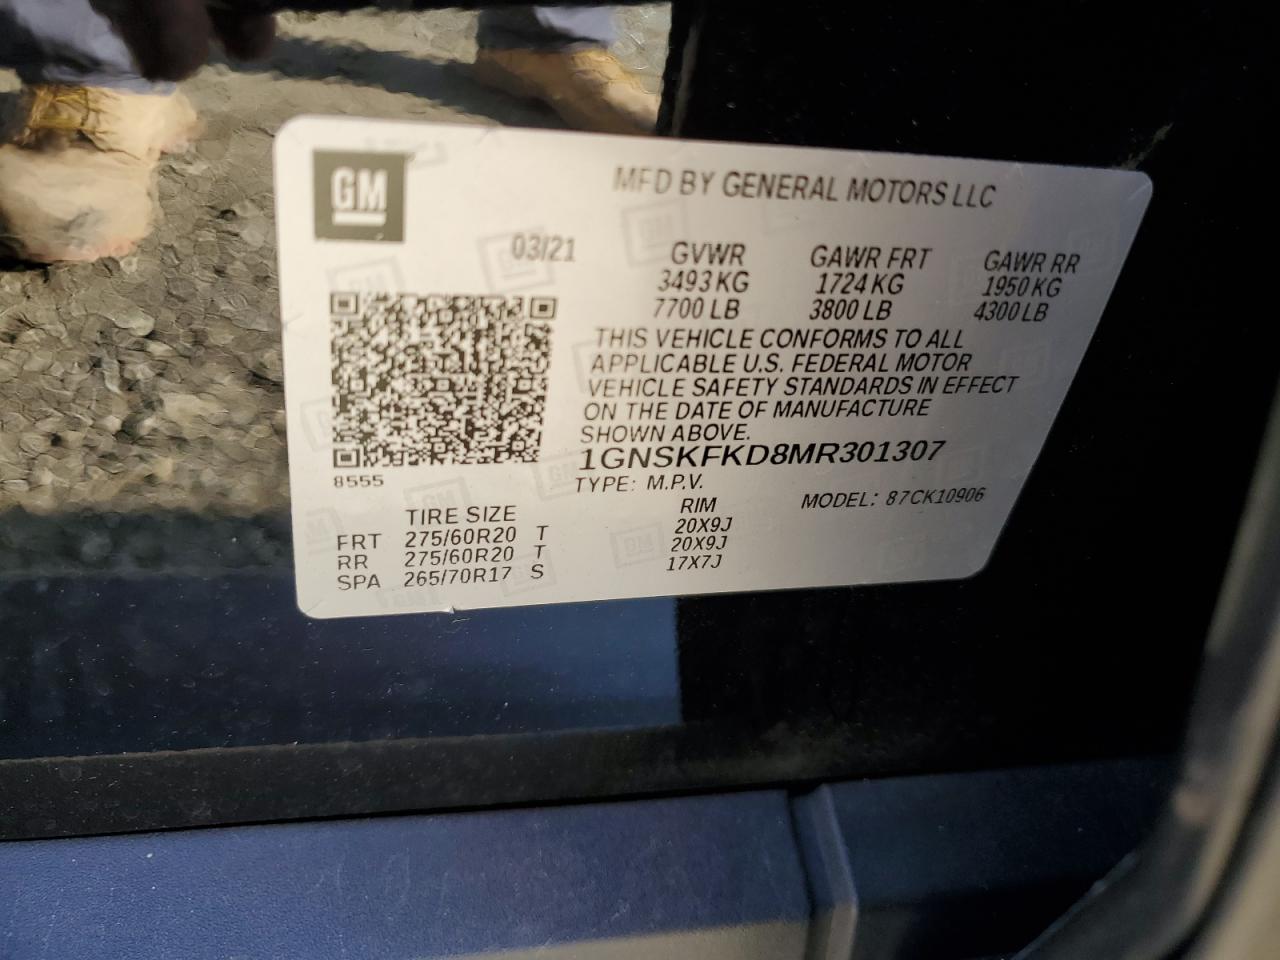 GM
MFD BY GENERAL MOTORS LLC
03/21
GVWR GAWR FRT GAWR RR
3493 KG 1724 KG 1950 KG
7700 LB 3800 LB 4300 LB
THIS VEHICLE CONFORMS TO ALL
APPLICABLE U.S. FEDERAL MOTOR
VEHICLE SAFETY STANDARDS IN EFFECT
ON THE DATE OF MANUFACTURE
SHOWN ABOVE.
1GNSKFKD8MR301307
8555
TYPE: M.P.V. MODEL: 87CK10906
TIRE SIZE RIM
FRT 275/60R20 T 20X9J
RR 275/60R20 T 20X9J
SPA 265/70R17 S 17X7J